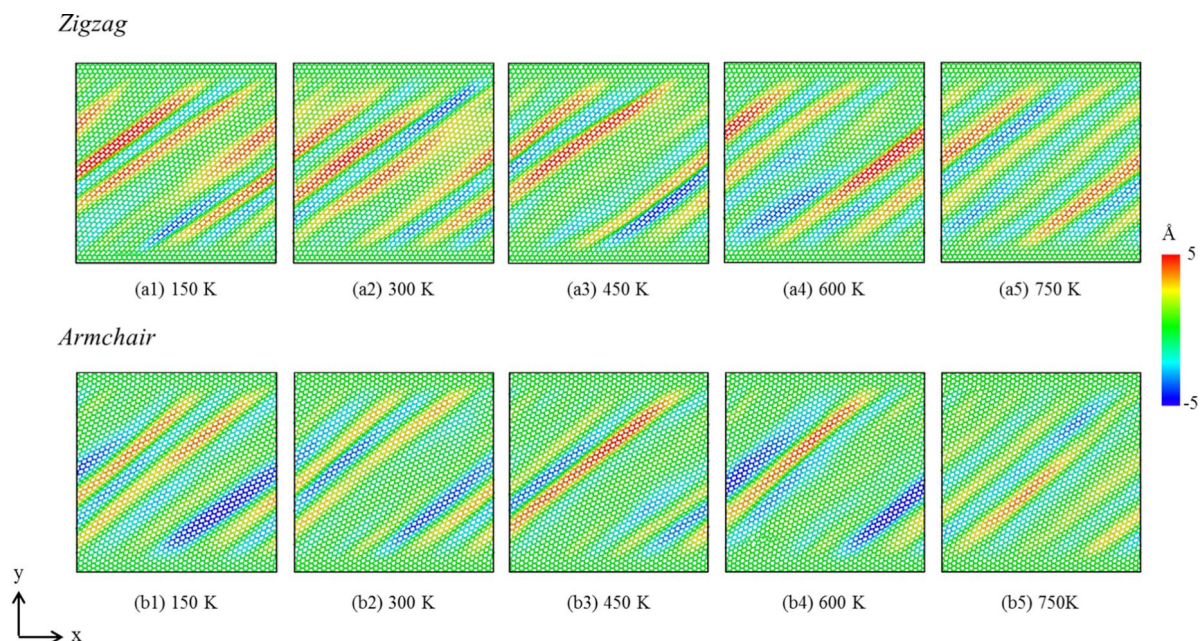 Zigzag
(a1) 150 K (a2) 300 K (a3) 450 K (a4) 600 K (a5) 750 K
Å
5
-5
Armchair
(b1) 150 K (b2) 300 K (b3) 450 K (b4) 600 K (b5) 750K
y
x